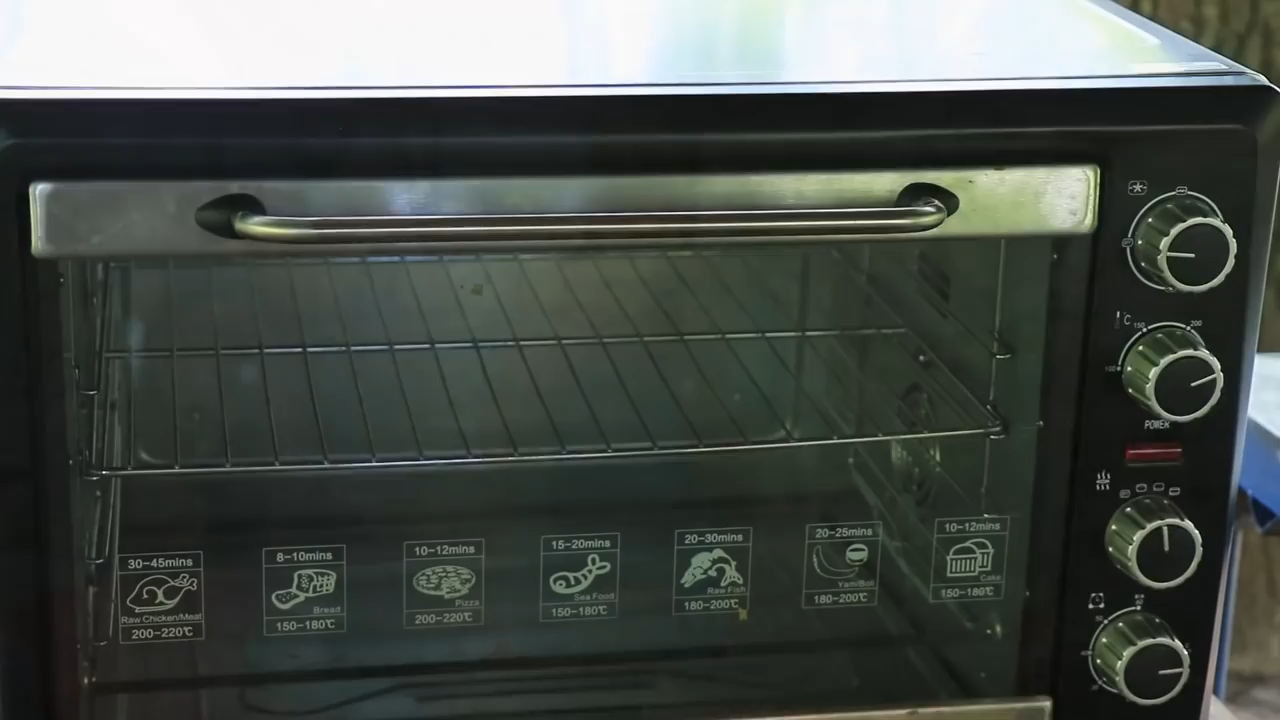 30-45mins
Raw Chicken/Meat
200-220℃
8-10mins
Bread
150-180℃
10-12mins
Pizza
200-220℃
15-20mins
Sea Food
150-180℃
20-30mins
Raw Fish
180-200℃
20-25mins
180-200℃
10-12mins
Cake
150-180℃
℃
100
150
200
POWER